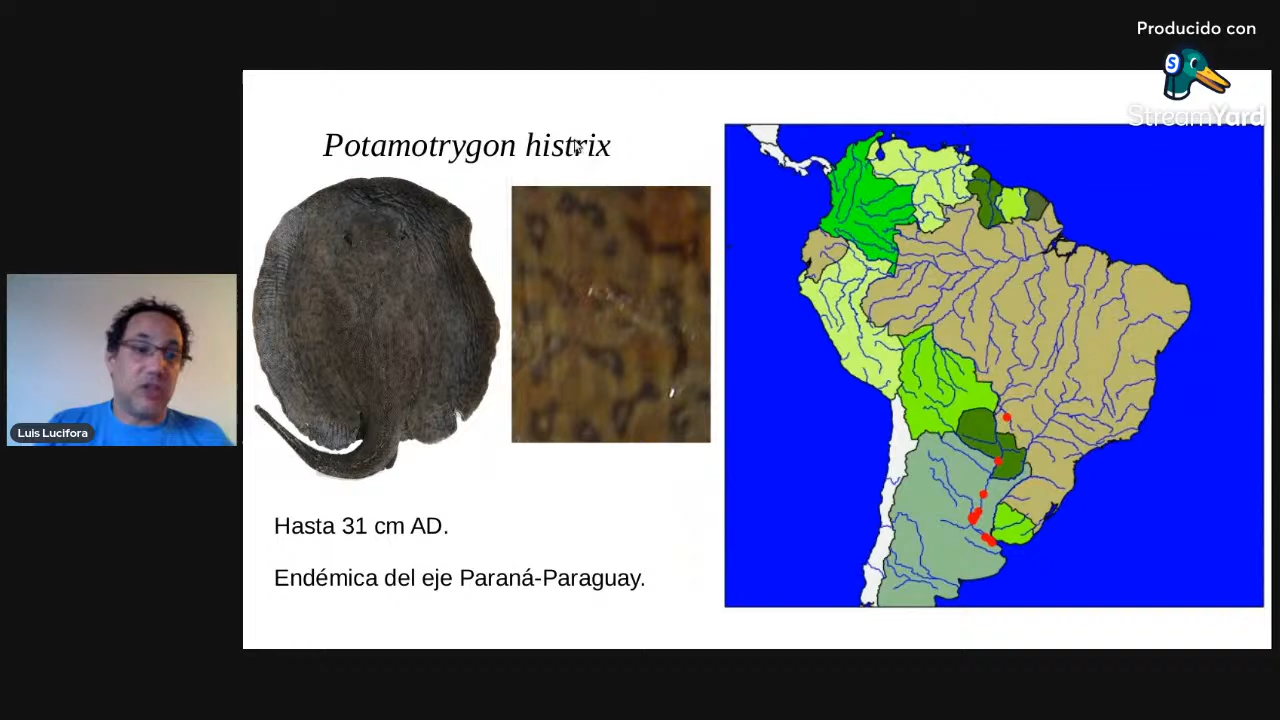 Producido con
StreamYard
Potamotrygon histrix
Luis Lucifora
Hasta 31 cm AD.
Endémica del eje Paraná-Paraguay.